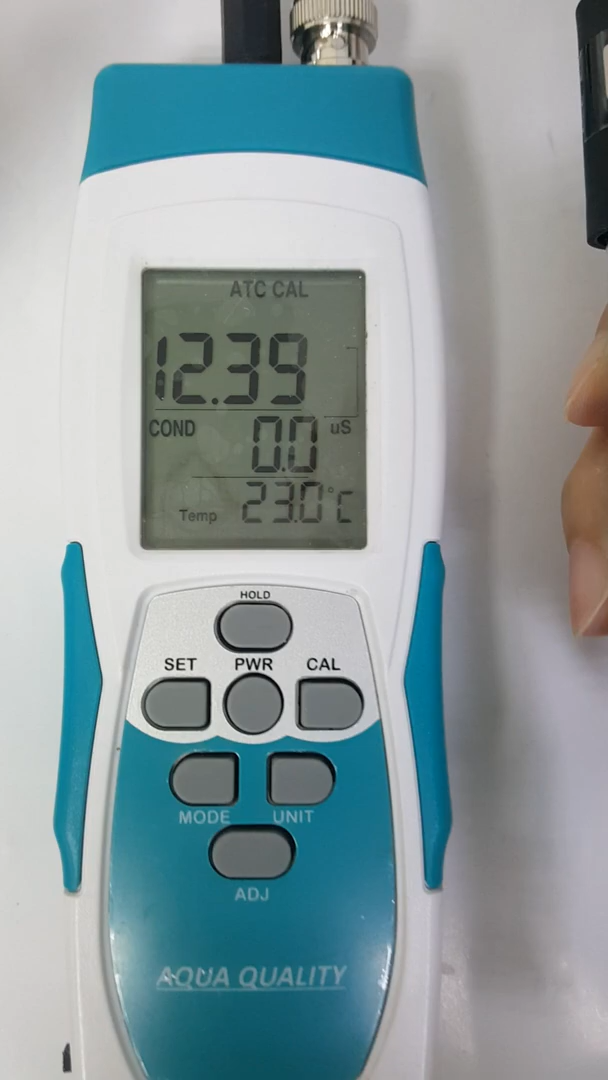 ATC CAL
12.39
COND 0.0 uS
Temp 23.0°C
HOLD
SET PWR CAL
MODE UNIT
ADJ
AQUA QUALITY